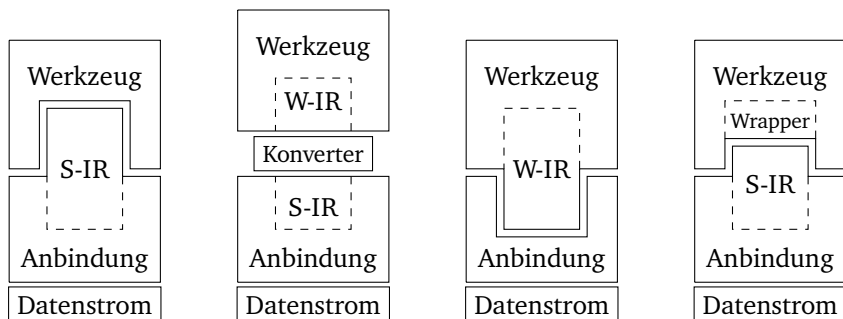 Werkzeug
S-IR
Anbindung
Datenstrom
Werkzeug
W-IR
Konverter
S-IR
Anbindung
Datenstrom
Werkzeug
W-IR
Anbindung
Datenstrom
Werkzeug
Wrapper
S-IR
Anbindung
Datenstrom